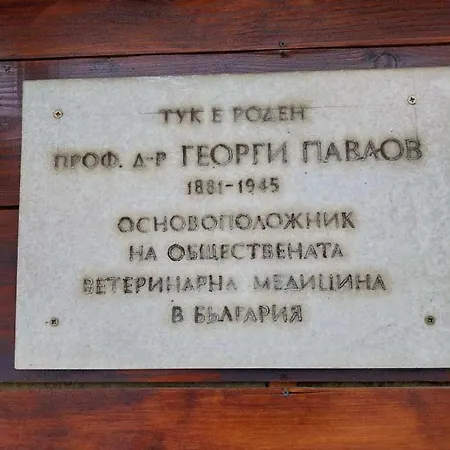 ТУК Е РОДЕН
ПРОФ. Д-Р ГЕОРГИ ПАВЛОВ
1881-1945
ОСНОВОПОЛОЖНИК
НА ОБЩЕСТВЕНАТА
ВЕТЕРИНАРНА МЕДИЦИНА
В БЪЛГАРИЯ